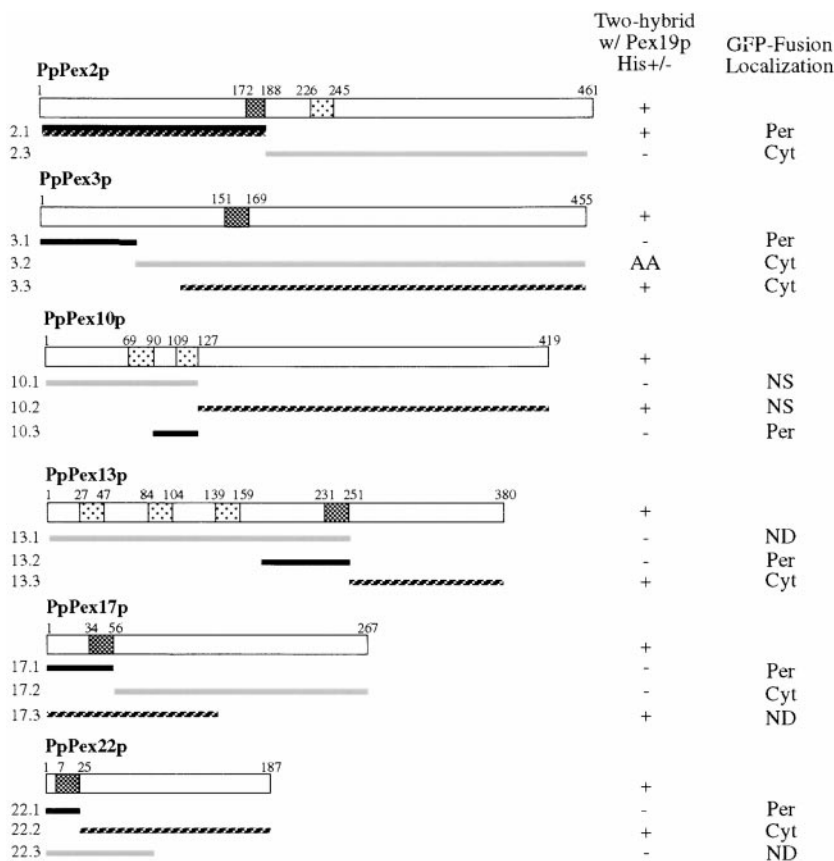 Two-hybrid
w/ Pex19p
His+/-
GFP-Fusion
Localization
PpPex2p
1 172 188 226 245 461
+
2.1 + Per
2.3 - Cyt
PpPex3p
1 151 169 455
+
3.1 - Per
3.2 AA Cyt
3.3 + Cyt
PpPex10p
1 69 90 109 127 419
+
10.1 - NS
10.2 + NS
10.3 - Per
PpPex13p
1 27 47 84 104 139 159 231 251 380
+
13.1 - ND
13.2 - Per
13.3 + Cyt
PpPex17p
1 34 56 267
+
17.1 - Per
17.2 - Cyt
17.3 + ND
PpPex22p
1 7 25 187
+
22.1 - Per
22.2 + Cyt
22.3 - ND